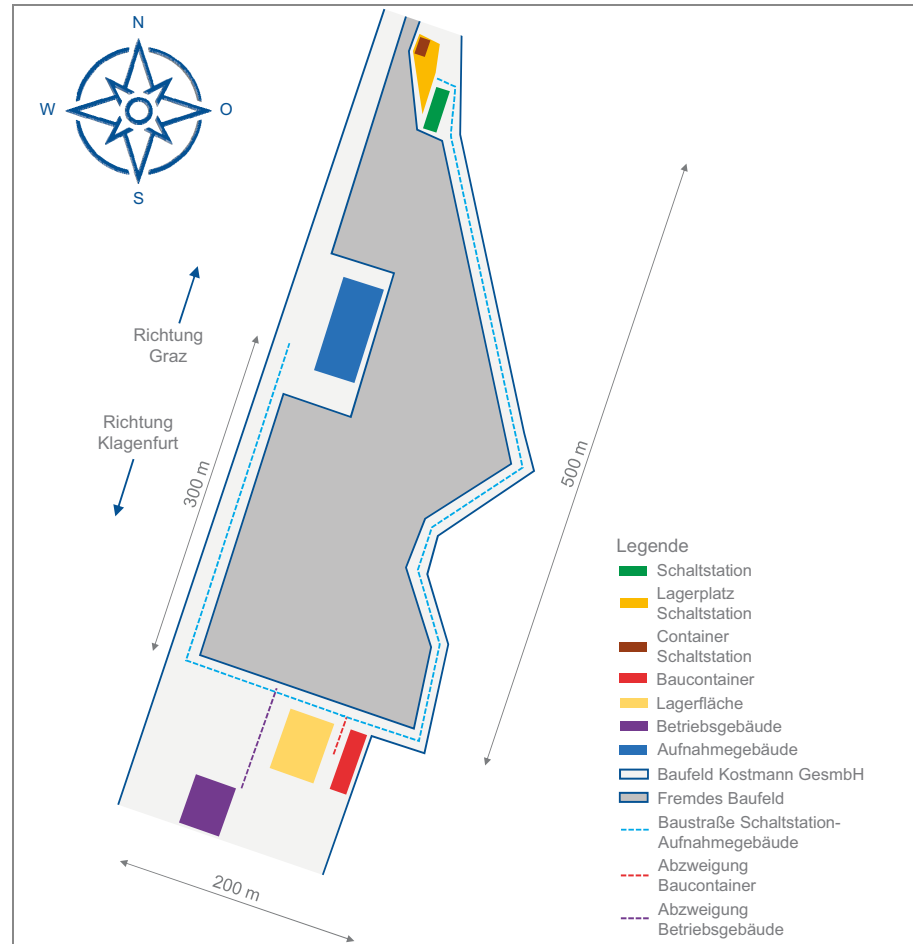 N
W
O
S
Richtung
Graz
Richtung
Klagenfurt
300 m
500 m
200 m
Legende
Schaltstation
Lagerplatz
Schaltstation
Container
Schaltstation
Baucontainer
Lagerfläche
Betriebsgebäude
Aufnahmegebäude
Baufeld Kostmann GesmbH
Fremdes Baufeld
Baustraße Schaltstation-
Aufnahmegebäude
Abzweigung
Baucontainer
Abzweigung
Betriebsgebäude